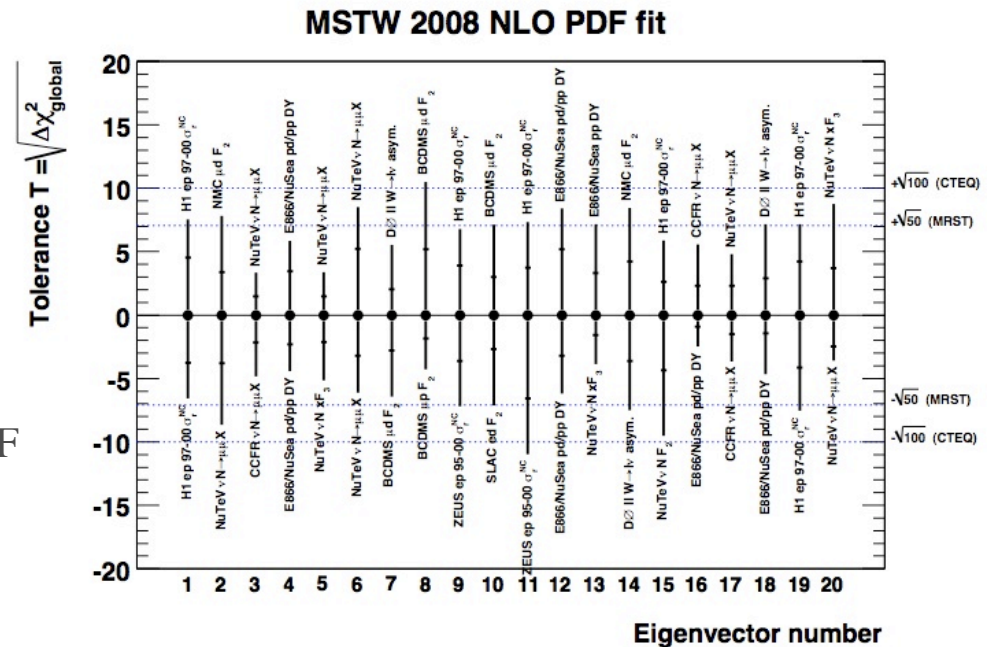 MSTW 2008 NLO PDF fit
Tolerance T = √Δχ²global
20
15
10
5
0
-5
-10
-15
-20
H1 ep 97-00 σrNC
NMC μd F2
NuTeV νN→μμX
E866/NuSea pd/pp DY
NuTeV νN→μμX
NuTeV νN→μμX
DØ II W→lν asym.
BCDMS μd F2
H1 ep 97-00 σrNC
BCDMS μd F2
H1 ep 97-00 σrNC
E866/NuSea pd/pp DY
E866/NuSea pp DY
NMC μd F2
H1 ep 97-00 σrNC
CCFR νN→μμX
NuTeV νN→μμX
DØ II W→lν asym.
H1 ep 97-00 σrNC
NuTeV νN xF3
+√100 (CTEQ)
+√50 (MRST)
-√50 (MRST)
-√100 (CTEQ)
H1 ep 97-00 σrNC
NuTeV νN→μμX
CCFR νN→μμX
E866/NuSea pd/pp DY
NuTeV νN xF3
NuTeV νN→μμX
BCDMS μd F2
BCDMS μp F2
ZEUS ep 95-00 σrNC
SLAC ed F2
ZEUS ep 95-00 σrNC
E866/NuSea pd/pp DY
NuTeV νN xF3
DØ II W→lν asym.
NuTeV νN F2
E866/NuSea pd/pp DY
CCFR νN→μμX
E866/NuSea pd/pp DY
H1 ep 97-00 σrNC
NuTeV νN→μμX
F
1 2 3 4 5 6 7 8 9 10 11 12 13 14 15 16 17 18 19 20
Eigenvector number